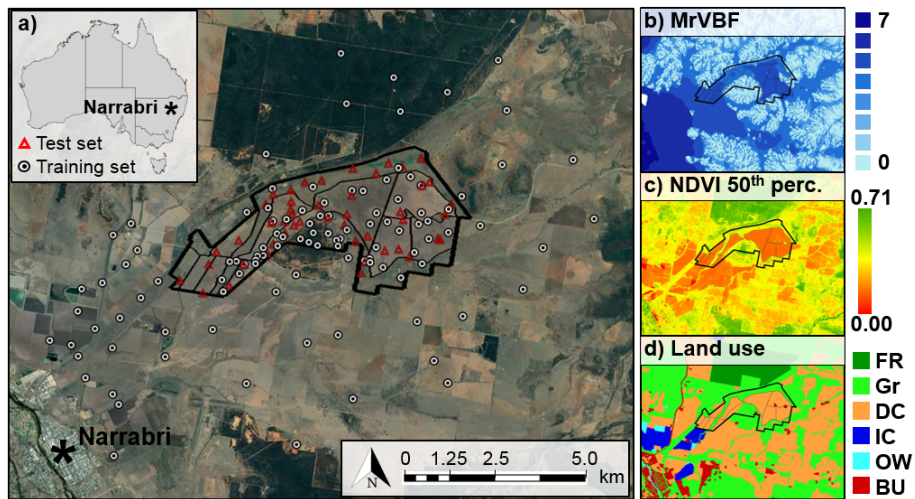 a)
Narrabri
*
Test set
Training set
Narrabri
*
N
0 1.25 2.5 5.0
km
b) MrVBF
7
0
c) NDVI 50th perc.
0.71
0.00
d) Land use
FR
Gr
DC
IC
OW
BU